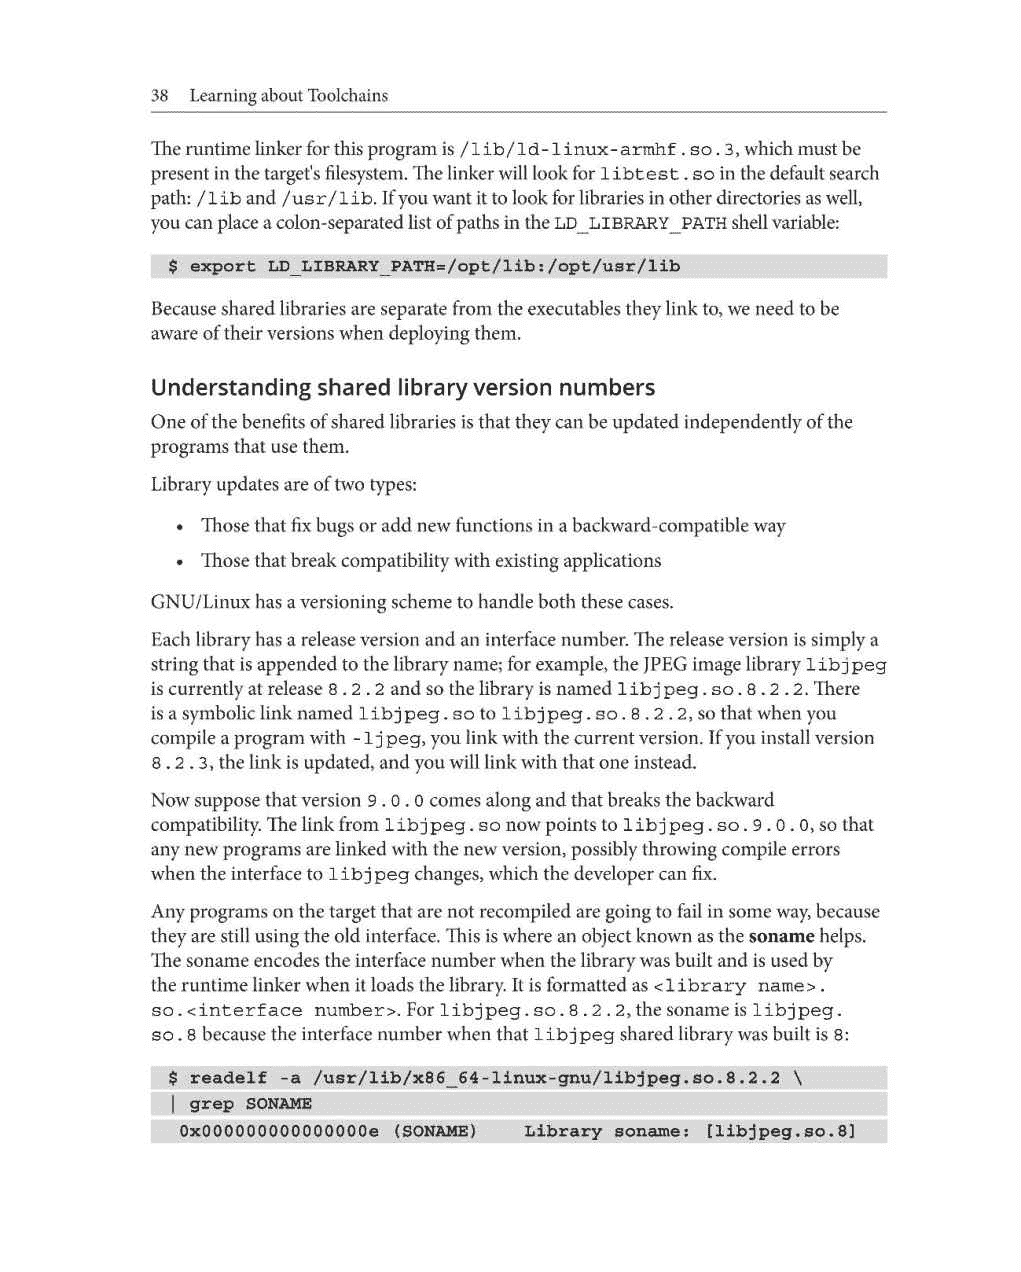 38 Learning about Toolchains
The runtime linker for this program is /lib/ld-linux-armhf.so.3, which must be
present in the target's filesystem. The linker will look for libtest.so in the default search
path: /lib and /usr/lib. If you want it to look for libraries in other directories as well,
you can place a colon-separated list of paths in the LD_LIBRARY_PATH shell variable:
$ export LD_LIBRARY_PATH=/opt/lib:/opt/usr/lib
Because shared libraries are separate from the executables they link to, we need to be
aware of their versions when deploying them.
Understanding shared library version numbers
One of the benefits of shared libraries is that they can be updated independently of the
programs that use them.
Library updates are of two types:
• Those that fix bugs or add new functions in a backward-compatible way
• Those that break compatibility with existing applications
GNU/Linux has a versioning scheme to handle both these cases.
Each library has a release version and an interface number. The release version is simply a
string that is appended to the library name; for example, the JPEG image library libjpeg
is currently at release 8.2.2 and so the library is named libjpeg.so.8.2.2. There
is a symbolic link named libjpeg.so to libjpeg.so.8.2.2, so that when you
compile a program with -ljpeg, you link with the current version. If you install version
8.2.3, the link is updated, and you will link with that one instead.
Now suppose that version 9.0.0 comes along and that breaks the backward
compatibility. The link from libjpeg.so now points to libjpeg.so.9.0.0, so that
any new programs are linked with the new version, possibly throwing compile errors
when the interface to libjpeg changes, which the developer can fix.
Any programs on the target that are not recompiled are going to fail in some way, because
they are still using the old interface. This is where an object known as the soname helps.
The soname encodes the interface number when the library was built and is used by
the runtime linker when it loads the library. It is formatted as <library name>.
so.<interface number>. For libjpeg.so.8.2.2, the soname is libjpeg.
so.8 because the interface number when that libjpeg shared library was built is 8:
$ readelf -a /usr/lib/x86_64-linux-gnu/libjpeg.so.8.2.2 \
| grep SONAME
0x000000000000000e (SONAME) Library soname: [libjpeg.so.8]